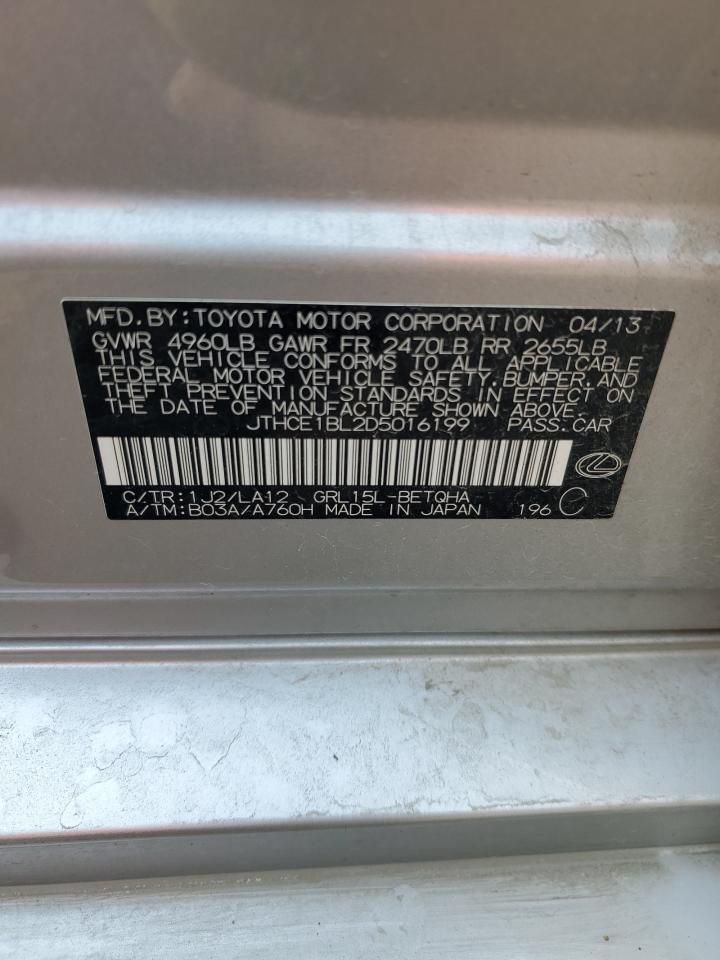 MFD.BY:TOYOTA MOTOR CORPORATION 04/13
GVWR 4960LB GAWR FR 2470LB RR 2655LB
THIS VEHICLE CONFORMS TO ALL APPLICABLE
FEDERAL MOTOR VEHICLE SAFETY,BUMPER,AND
THEFT PREVENTION STANDARDS IN EFFECT ON
THE DATE OF MANUFACTURE SHOWN ABOVE.
JTHCE1BL2D5016199 PASS.CAR
C/TR:1J2/LA12 GRL15L-BETQHA
A/TM:B03A/A760H MADE IN JAPAN 196 C